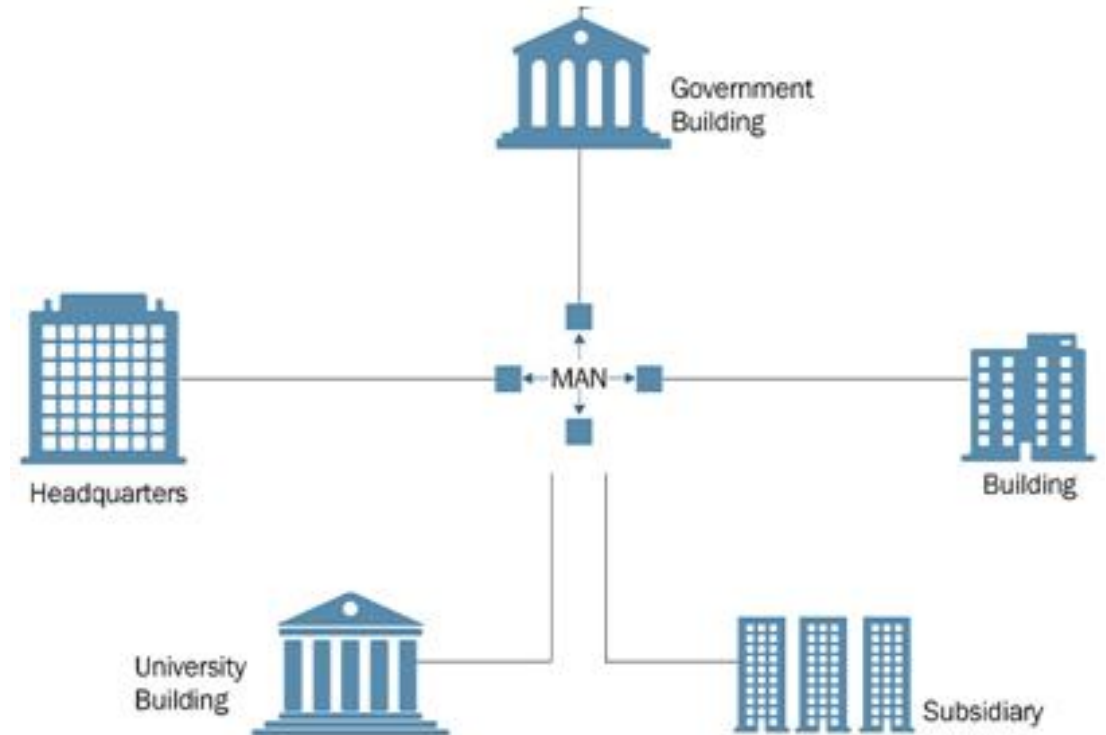 Government
Building
MAN
Headquarters
Building
University
Building
Subsidiary